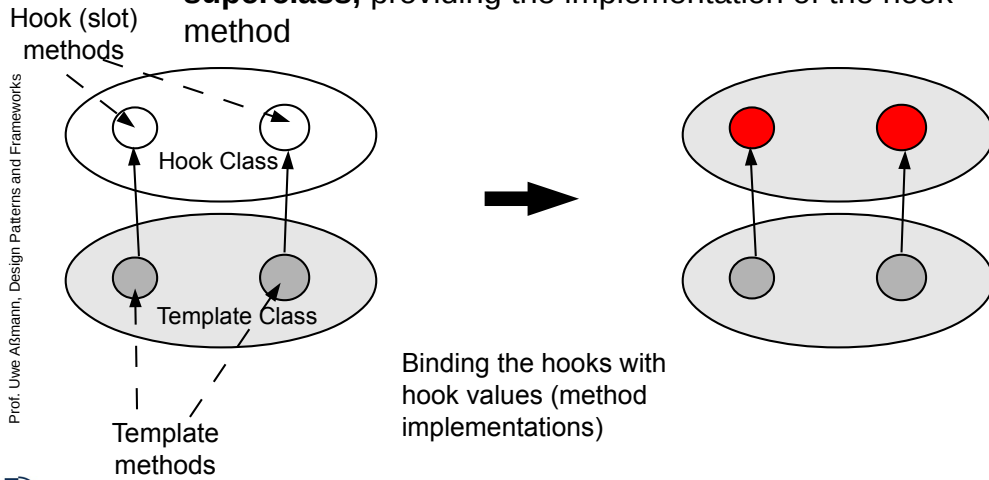 superclass, providing the implementation of the hook
method
Hook (slot)
methods
Hook Class
Template Class
Template
methods
Binding the hooks with
hook values (method
implementations)
Prof. Uwe Aßmann, Design Patterns and Frameworks